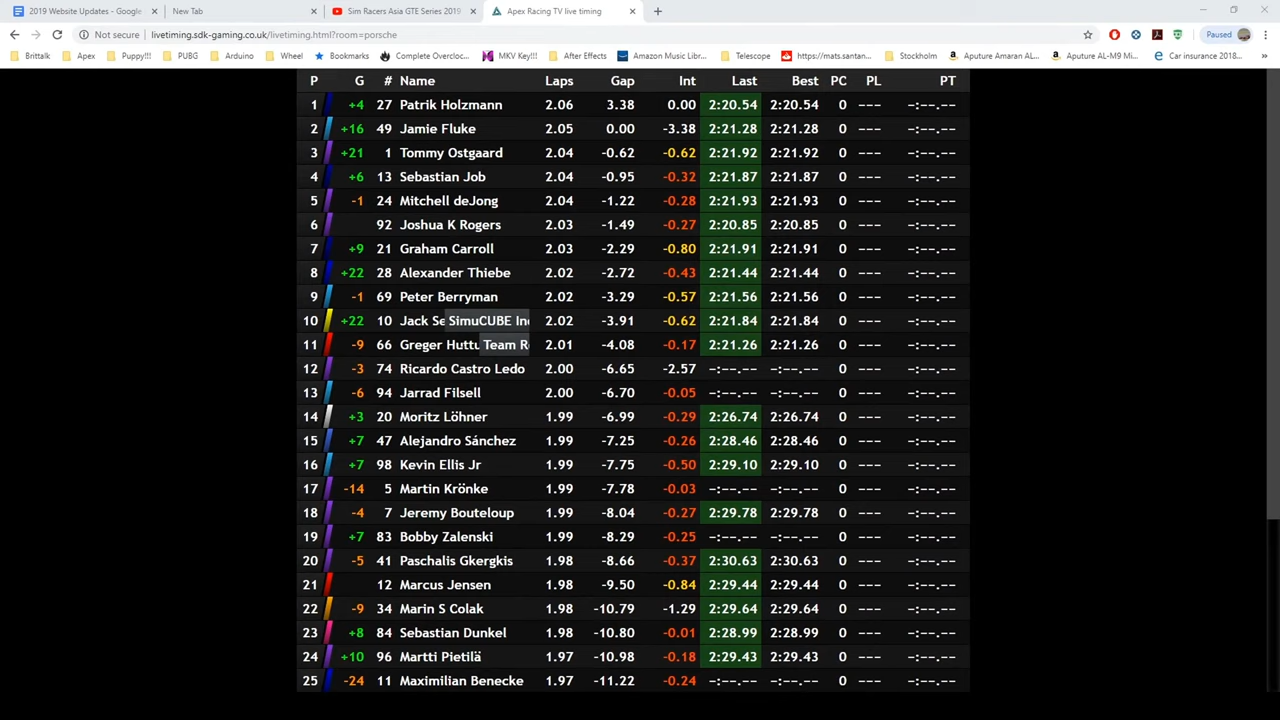 2019 Website Updates - Google
New Tab
Sim Racers Asia GTE Series 2019
Apex Racing TV live timing
Not secure | livetiming.sdk-gaming.co.uk/livetiming.html?room=porsche
Paused
Brittalk Apex Puppy!!! PUBG Arduino Wheel Bookmarks Complete Overcloc... MKV Key!!! After Effects Amazon Music Libr... Telescope https://mats.santan... Stockholm Aputure Amaran AL... Aputure AL-M9 Mi... Car insurance 2018...
P G # Name Laps Gap Int Last Best PC PL PT
1 +4 27 Patrik Holzmann 2.06 3.38 0.00 2:20.54 2:20.54 0 --- -:--.--
2 +16 49 Jamie Fluke 2.05 0.00 -3.38 2:21.28 2:21.28 0 --- -:--.--
3 +21 1 Tommy Ostgaard 2.04 -0.62 -0.62 2:21.92 2:21.92 0 --- -:--.--
4 +6 13 Sebastian Job 2.04 -0.95 -0.32 2:21.87 2:21.87 0 --- -:--.--
5 -1 24 Mitchell deJong 2.04 -1.22 -0.28 2:21.93 2:21.93 0 --- -:--.--
6 92 Joshua K Rogers 2.03 -1.49 -0.27 2:20.85 2:20.85 0 --- -:--.--
7 +9 21 Graham Carroll 2.03 -2.29 -0.80 2:21.91 2:21.91 0 --- -:--.--
8 +22 28 Alexander Thiebe 2.02 -2.72 -0.43 2:21.44 2:21.44 0 --- -:--.--
9 -1 69 Peter Berryman 2.02 -3.29 -0.57 2:21.56 2:21.56 0 --- -:--.--
10 +22 10 Jack Se SimuCUBE In 2.02 -3.91 -0.62 2:21.84 2:21.84 0 --- -:--.--
11 -9 66 Greger Huttu Team R 2.01 -4.08 -0.17 2:21.26 2:21.26 0 --- -:--.--
12 -3 74 Ricardo Castro Ledo 2.00 -6.65 -2.57 -:--.-- -:--.-- 0 --- -:--.--
13 -6 94 Jarrad Filsell 2.00 -6.70 -0.05 -:--.-- -:--.-- 0 --- -:--.--
14 +3 20 Moritz Löhner 1.99 -6.99 -0.29 2:26.74 2:26.74 0 --- -:--.--
15 +7 47 Alejandro Sánchez 1.99 -7.25 -0.26 2:28.46 2:28.46 0 --- -:--.--
16 +7 98 Kevin Ellis Jr 1.99 -7.75 -0.50 2:29.10 2:29.10 0 --- -:--.--
17 -14 5 Martin Krönke 1.99 -7.78 -0.03 -:--.-- -:--.-- 0 --- -:--.--
18 -4 7 Jeremy Bouteloup 1.99 -8.04 -0.27 2:29.78 2:29.78 0 --- -:--.--
19 +7 83 Bobby Zalenski 1.99 -8.29 -0.25 -:--.-- -:--.-- 0 --- -:--.--
20 -5 41 Paschalis Gkergkis 1.98 -8.66 -0.37 2:30.63 2:30.63 0 --- -:--.--
21 12 Marcus Jensen 1.98 -9.50 -0.84 2:29.44 2:29.44 0 --- -:--.--
22 -9 34 Marin S Colak 1.98 -10.79 -1.29 2:29.64 2:29.64 0 --- -:--.--
23 +8 84 Sebastian Dunkel 1.98 -10.80 -0.01 2:28.99 2:28.99 0 --- -:--.--
24 +10 96 Martti Pietilä 1.97 -10.98 -0.18 2:29.43 2:29.43 0 --- -:--.--
25 -24 11 Maximilian Benecke 1.97 -11.22 -0.24 -:--.-- -:--.-- 0 --- -:--.--